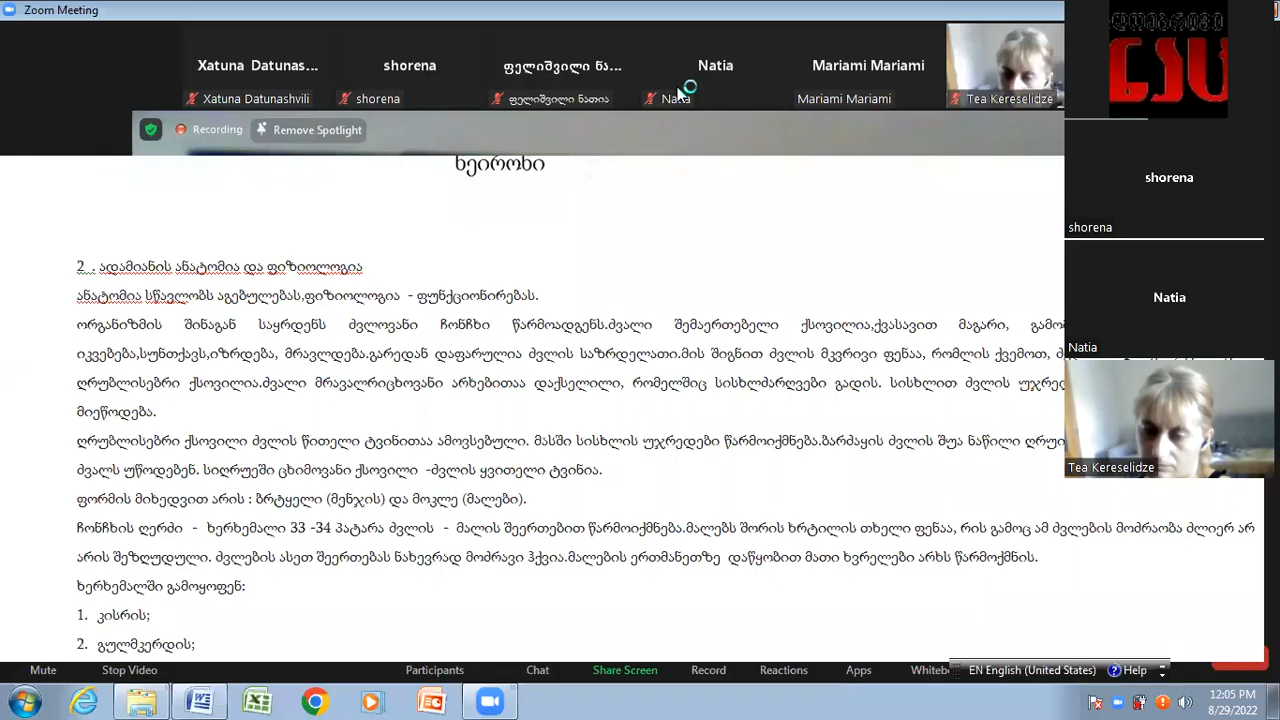 Zoom Meeting
Xatuna Datunas...
shorena
ფელიშვილი ნა...
Natia
Mariami Mariami
Xatuna Datunashvili
shorena
ფელიშვილი ნათია
Natia
Mariami Mariami
Tea Kereselidze
Recording
Remove Spotlight
shorena
shorena
Natia
Natia
Tea Kereselidze
ხეიროხი
2 . ადამიანის ანატომია და ფიზიოლოგია
ანატომია სწავლობს აგებულებას,ფიზიოლოგია - ფუნქციონირებას.
ორგანიზმის შინაგან საყრდენს ძვლოვანი ჩონჩხი წარმოადგენს.ძვალი შემაერთებელი ქსოვილია,ქვასავით მაგარი,
იკვებება,სუნთქავს,იზრდება, მრავლდება.გარედან დაფარულია ძვლის საზრდელათი.მის შიგნით ძვლის მკვრივი ფენაა, რომლის ქვემოთ,
ღრუბლისებრი ქსოვილია.ძვალი მრავალრიცხოვანი არხებითაა დაქსელილი, რომელშიც სისხლძარღვები გადის. სისხლით ძვლის
მიეწოდება.
ღრუბლისებრი ქსოვილი ძვლის წითელი ტვინითაა ამოვსებული. მასში სისხლის უჯრედები წარმოიქმნება.ბარძაყის ძვლის შუა ნაწილი
ძვალს უწოდებენ. სიღრუეში ცხიმოვანი ქსოვილი -ძვლის ყვითელი ტვინია.
ფორმის მიხედვით არის : ბრტყელი (მენჯის) და მოკლე (მალები).
ჩონჩხის ღერძი - ხერხემალი 33 -34 პატარა ძვლის - მალის შეერთებით წარმოიქმნება.მალებს შორის ხრტილის თხელი ფენაა, რის გამოც ამ ძვლების მოძრაობა ძლიერ არ
არის შეზღუდული. ძვლების ასეთ შეერთებას ნახევრად მოძრავი ჰქვია.მალების ერთმანეთზე დაწყობით მათი ხვრელები არხს წარმოქმნის.
ხერხემალში გამოყოფენ:
1. კისრის;
2. გულმკერდის;
Mute
Stop Video
Participants
Chat
Share Screen
Record
Reactions
Apps
EN English (United States)
Help
12:05 PM
8/29/2022